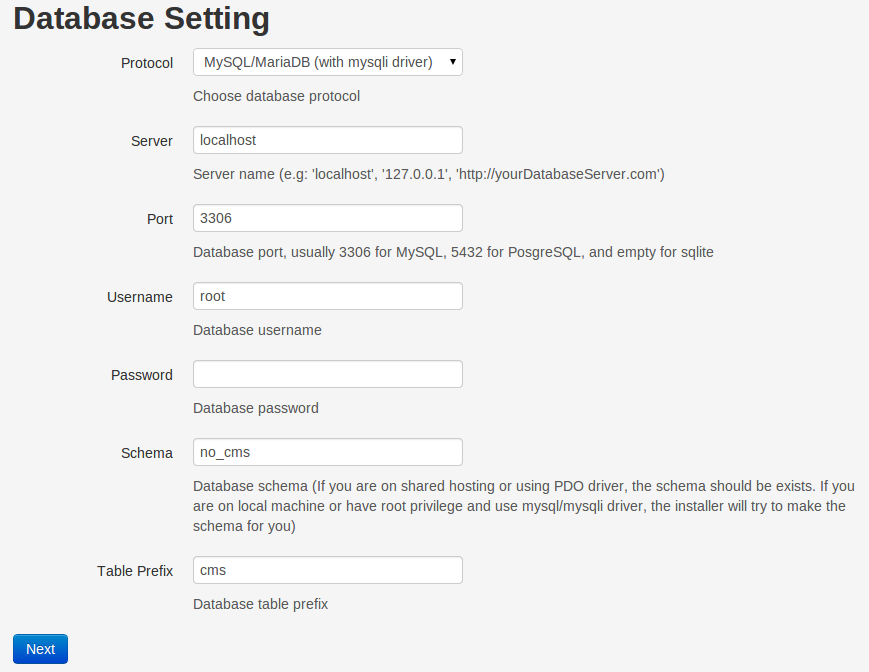 Database Setting
Protocol
MySQL/MariaDB (with mysqli driver)
Choose database protocol
Server
localhost
Server name (e.g: 'localhost', '127.0.0.1', 'http://yourDatabaseServer.com')
Port
3306
Database port, usually 3306 for MySQL, 5432 for PosgreSQL, and empty for sqlite
Username
root
Database username
Password
Database password
Schema
no_cms
Database schema (If you are on shared hosting or using PDO driver, the schema should be exists. If you
are on local machine or have root privilege and use mysql/mysqli driver, the installer will try to make the
schema for you)
Table Prefix
cms
Database table prefix
Next